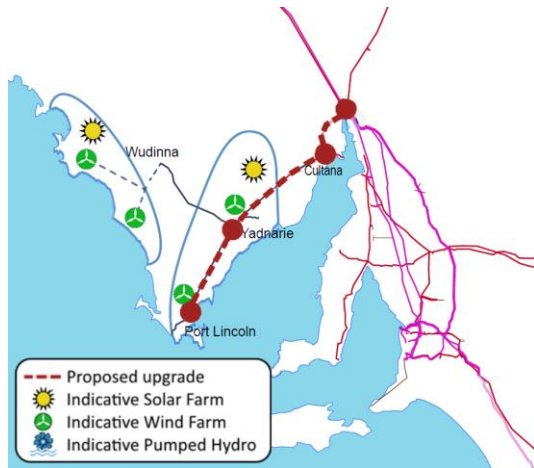 Wudinna
Cultana
Yadnarie
Port Lincoln
Proposed upgrade
Indicative Solar Farm
Indicative Wind Farm
Indicative Pumped Hydro